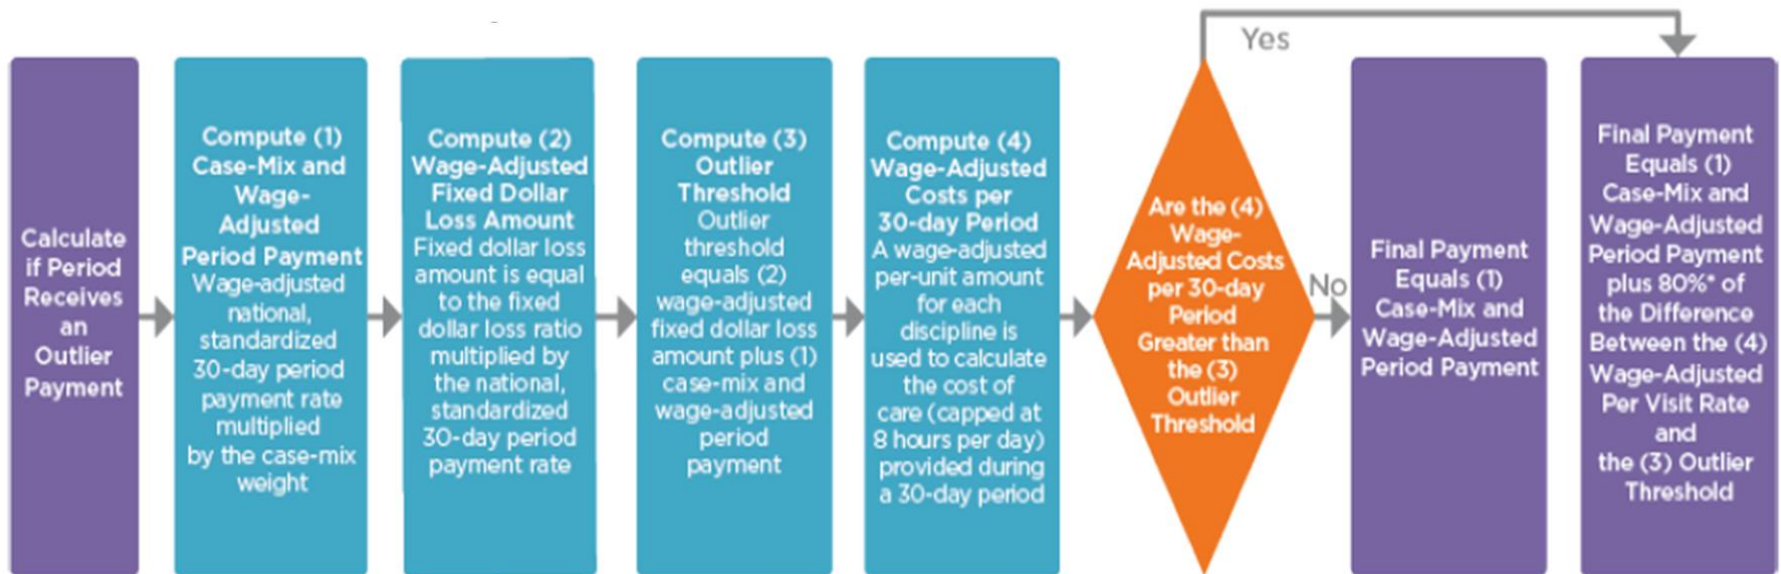 Calculate
if Period
Receives
an
Outlier
Payment
Compute (1)
Case-Mix and
Wage-
Adjusted
Period Payment
Wage-adjusted
national,
standardized
30-day period
payment rate
multiplied
by the case-mix
weight
Compute (2)
Wage-Adjusted
Fixed Dollar
Loss Amount
Fixed dollar loss
amount is equal
to the fixed
dollar loss ratio
multiplied by
the national,
standardized
30-day period
payment rate
Compute (3)
Outlier
Threshold
Outlier
threshold
equals (2)
wage-adjusted
fixed dollar loss
amount plus (1)
case-mix and
wage-adjusted
period
payment
Compute (4)
Wage-Adjusted
Costs per
30-day Period
A wage-adjusted
per-unit amount
for each
discipline is
used to calculate
the cost of
care (capped at
8 hours per day)
provided during
a 30-day period
Are the (4)
Wage-
Adjusted Costs
per 30-day
Period
Greater than
the (3)
Outlier
Threshold
Yes
No
Final Payment
Equals (1)
Case-Mix and
Wage-Adjusted
Period Payment
Final Payment
Equals (1)
Case-Mix and
Wage-Adjusted
Period Payment
plus 80%* of
the Difference
Between the (4)
Wage-Adjusted
Per Visit Rate
and
the (3) Outlier
Threshold